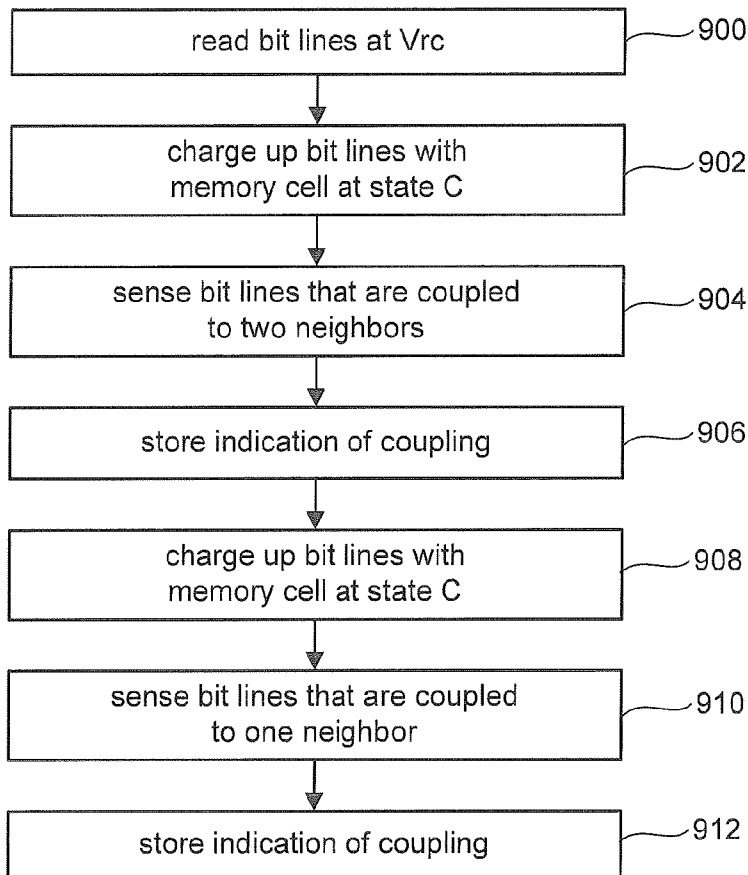 read bit lines at Vrc
900
charge up bit lines with
memory cell at state C
902
sense bit lines that are coupled
to two neighbors
904
store indication of coupling
906
charge up bit lines with
memory cell at state C
908
sense bit lines that are coupled
to one neighbor
910
store indication of coupling
912